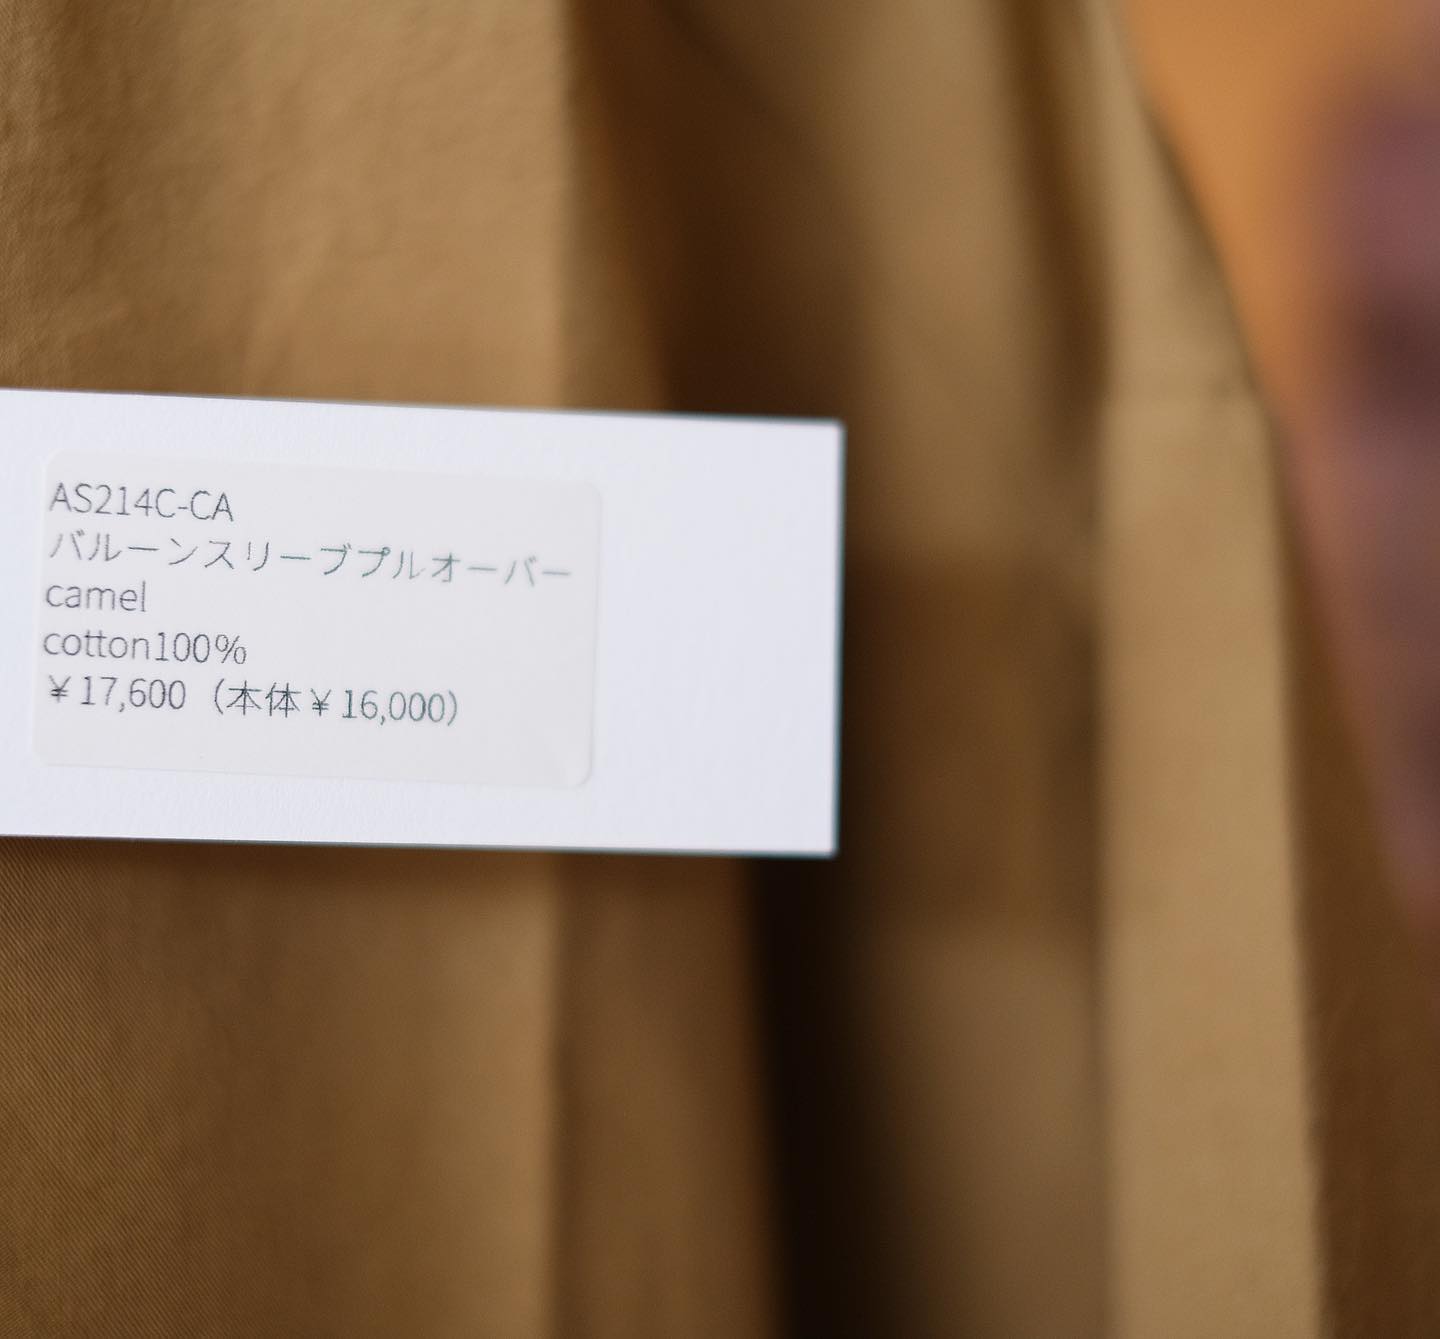 AS214C-CA
バルーンスリーブプルオーバー
camel
cotton100%
￥17,600（本体￥16,000）